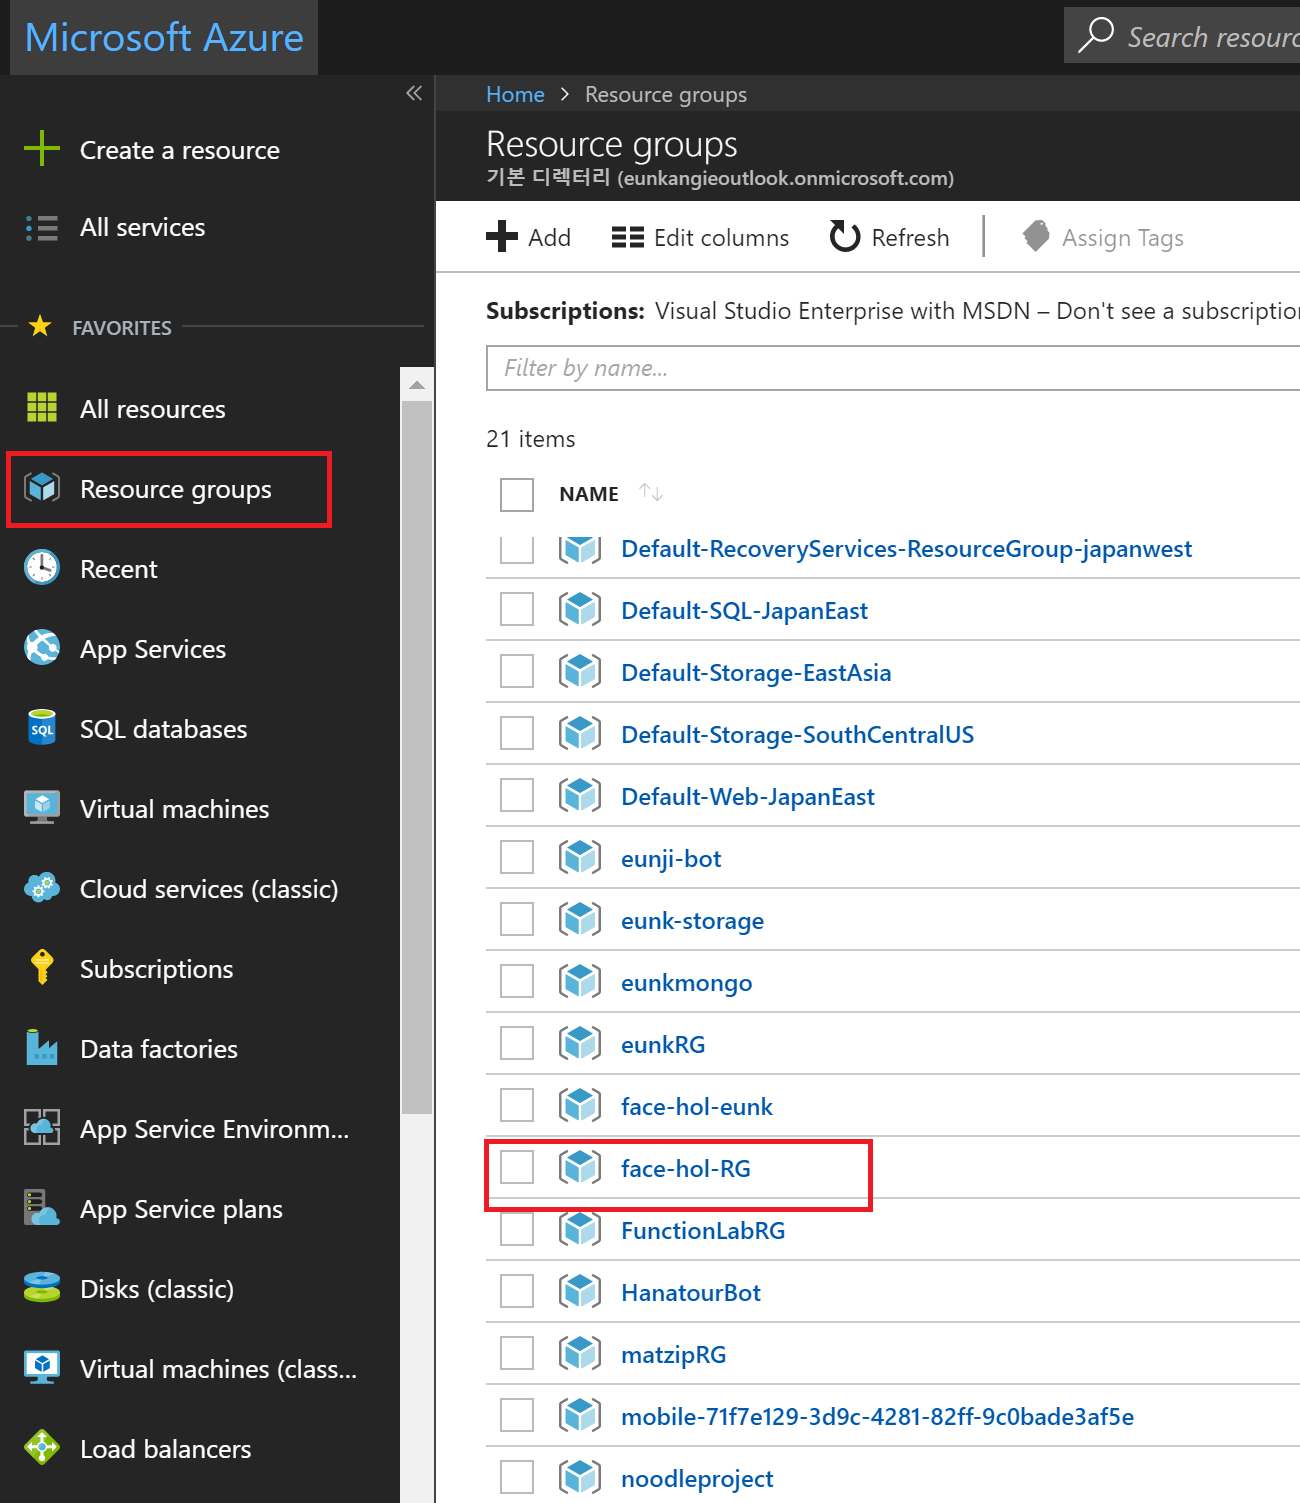 Microsoft Azure
Search resourc
Create a resource
All services
FAVORITES
All resources
Resource groups
Recent
App Services
SQL
SQL databases
Virtual machines
Cloud services (classic)
Subscriptions
Data factories
App Service Environm...
App Service plans
Disks (classic)
Virtual machines (class...
Load balancers
Home > Resource groups
Resource groups
기본 디렉터리 (eunkangieoutlook.onmicrosoft.com)
Add Edit columns Refresh Assign Tags
Subscriptions: Visual Studio Enterprise with MSDN – Don't see a subscription
Filter by name...
21 items
NAME
Default-RecoveryServices-ResourceGroup-japanwest
Default-SQL-JapanEast
Default-Storage-EastAsia
Default-Storage-SouthCentralUS
Default-Web-JapanEast
eunji-bot
eunk-storage
eunkmongo
eunkRG
face-hol-eunk
face-hol-RG
FunctionLabRG
HanatourBot
matzipRG
mobile-71f7e129-3d9c-4281-82ff-9c0bade3af5e
noodleproject